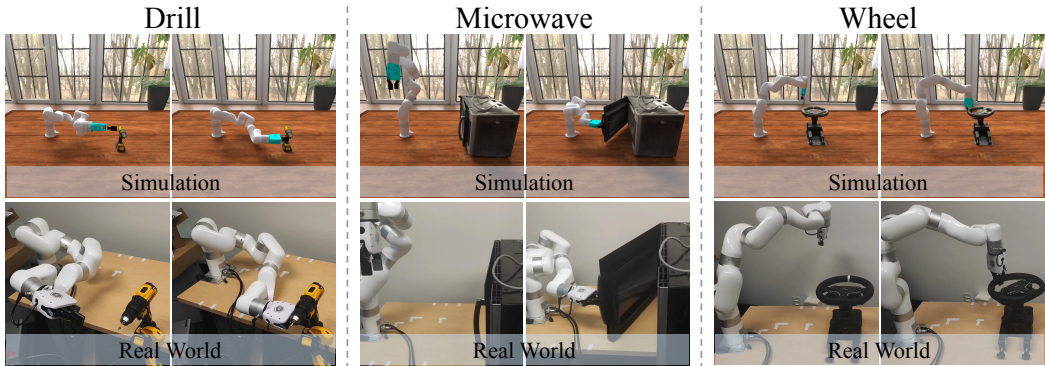 Drill
Microwave
Wheel
Simulation
Simulation
Simulation
Real World
Real World
Real World